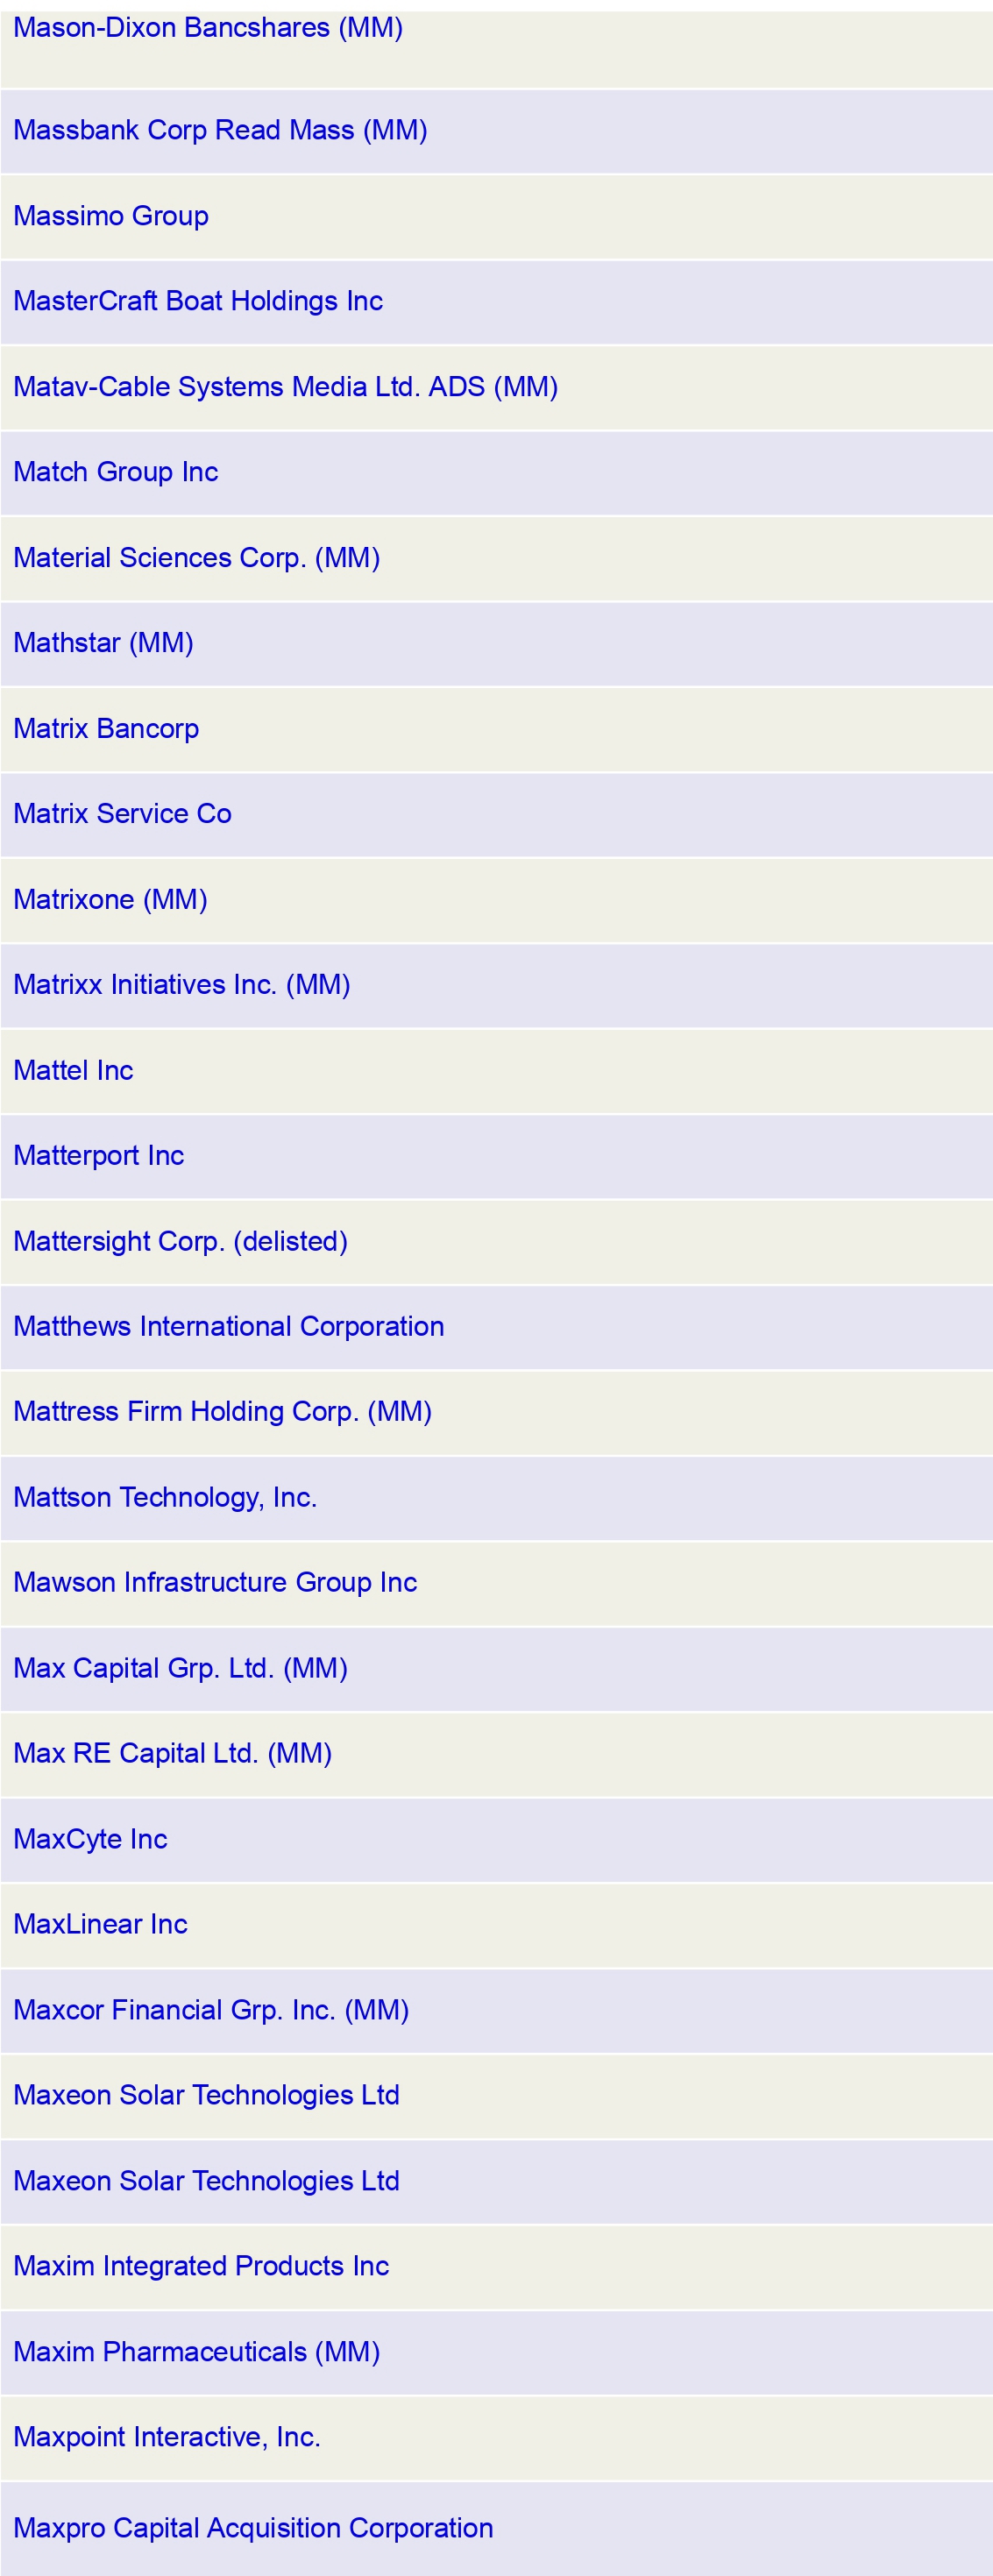 Mason-Dixon Bancshares (MM)
Massbank Corp Read Mass (MM)
Massimo Group
MasterCraft Boat Holdings Inc
Matav-Cable Systems Media Ltd. ADS (MM)
Match Group Inc
Material Sciences Corp. (MM)
Mathstar (MM)
Matrix Bancorp
Matrix Service Co
Matrixone (MM)
Matrixx Initiatives Inc. (MM)
Mattel Inc
Matterport Inc
Mattersight Corp. (delisted)
Matthews International Corporation
Mattress Firm Holding Corp. (MM)
Mattson Technology, Inc.
Mawson Infrastructure Group Inc
Max Capital Grp. Ltd. (MM)
Max RE Capital Ltd. (MM)
MaxCyte Inc
MaxLinear Inc
Maxcor Financial Grp. Inc. (MM)
Maxeon Solar Technologies Ltd
Maxeon Solar Technologies Ltd
Maxim Integrated Products Inc
Maxim Pharmaceuticals (MM)
Maxpoint Interactive, Inc.
Maxpro Capital Acquisition Corporation